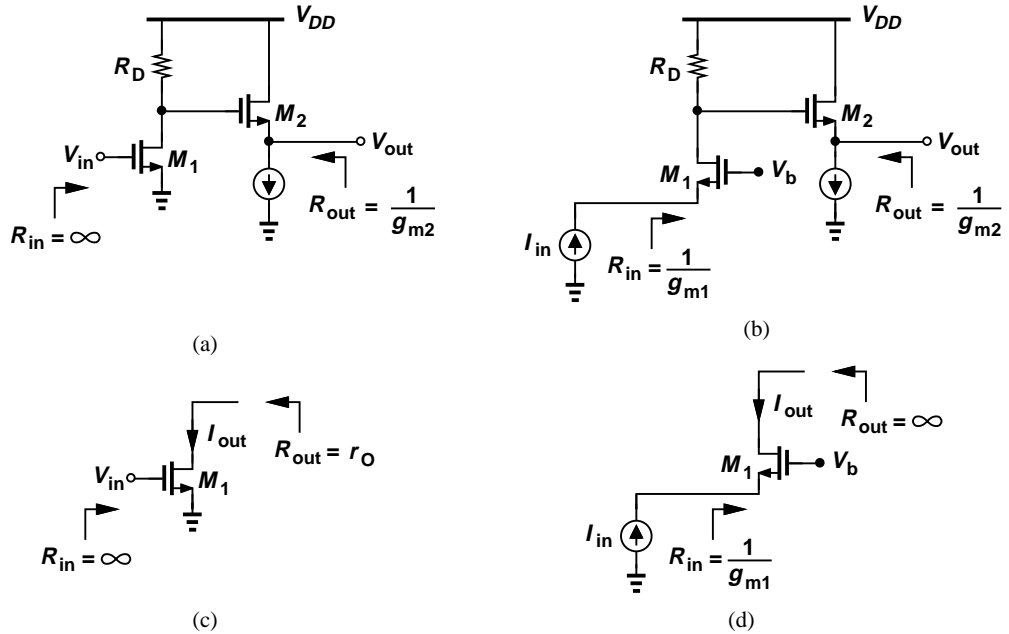 V_DD
R_D
M_2
V_in
M_1
V_out
R_in = ∞
R_out = 1/g_m2
(a)
V_DD
R_D
M_2
M_1
V_b
V_out
I_in
R_in = 1/g_m1
R_out = 1/g_m2
(b)
I_out
R_out = r_O
V_in
M_1
R_in = ∞
(c)
I_out
R_out = ∞
M_1
V_b
I_in
R_in = 1/g_m1
(d)